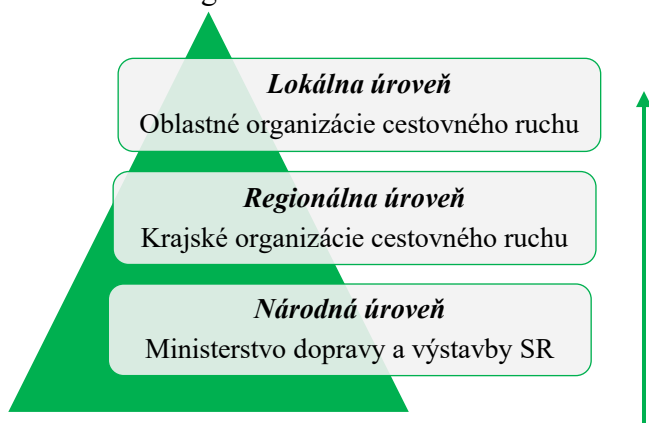 Lokálna úroveň
Oblastné organizácie cestovného ruchu
Regionálna úroveň
Krajské organizácie cestovného ruchu
Národná úroveň
Ministerstvo dopravy a výstavby SR